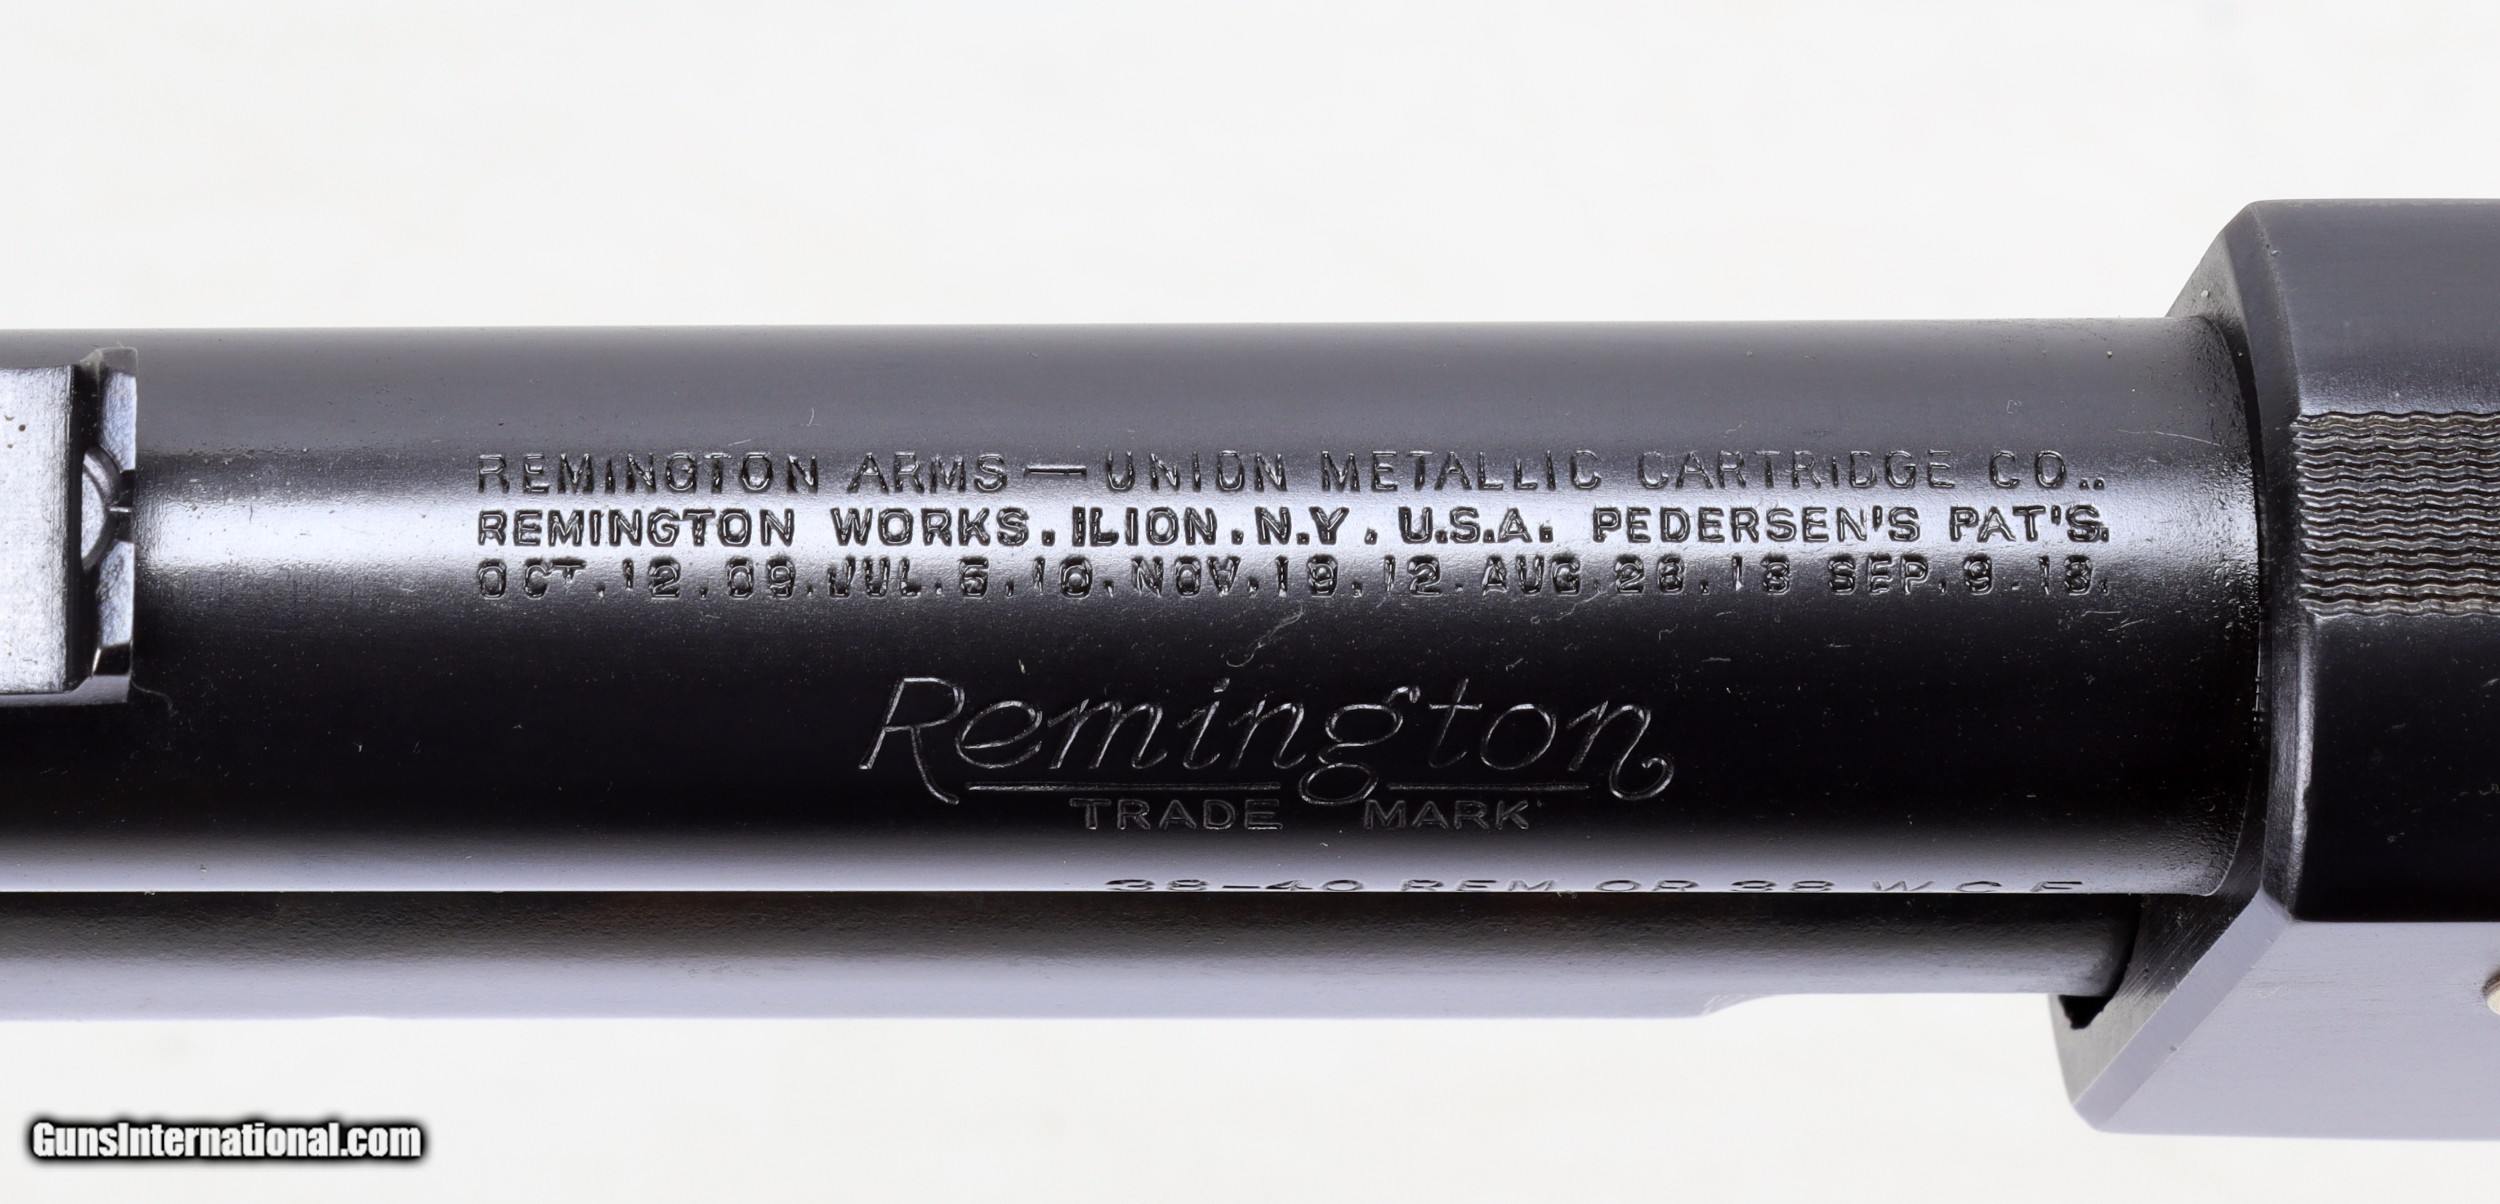 REMINGTON ARMS — UNION METALLIC CARTRIDGE CO..
REMINGTON WORKS. ILION. N.Y. U.S.A. PEDERSEN'S PAT'S.
OCT. 12. 09. JUL. 5. 10. NOV. 19. 12. AUG 28. 13 SEP. 9. 13.
Remington
TRADE MARK
38-40 REM. OR 38 W C F
GunsInternational.com